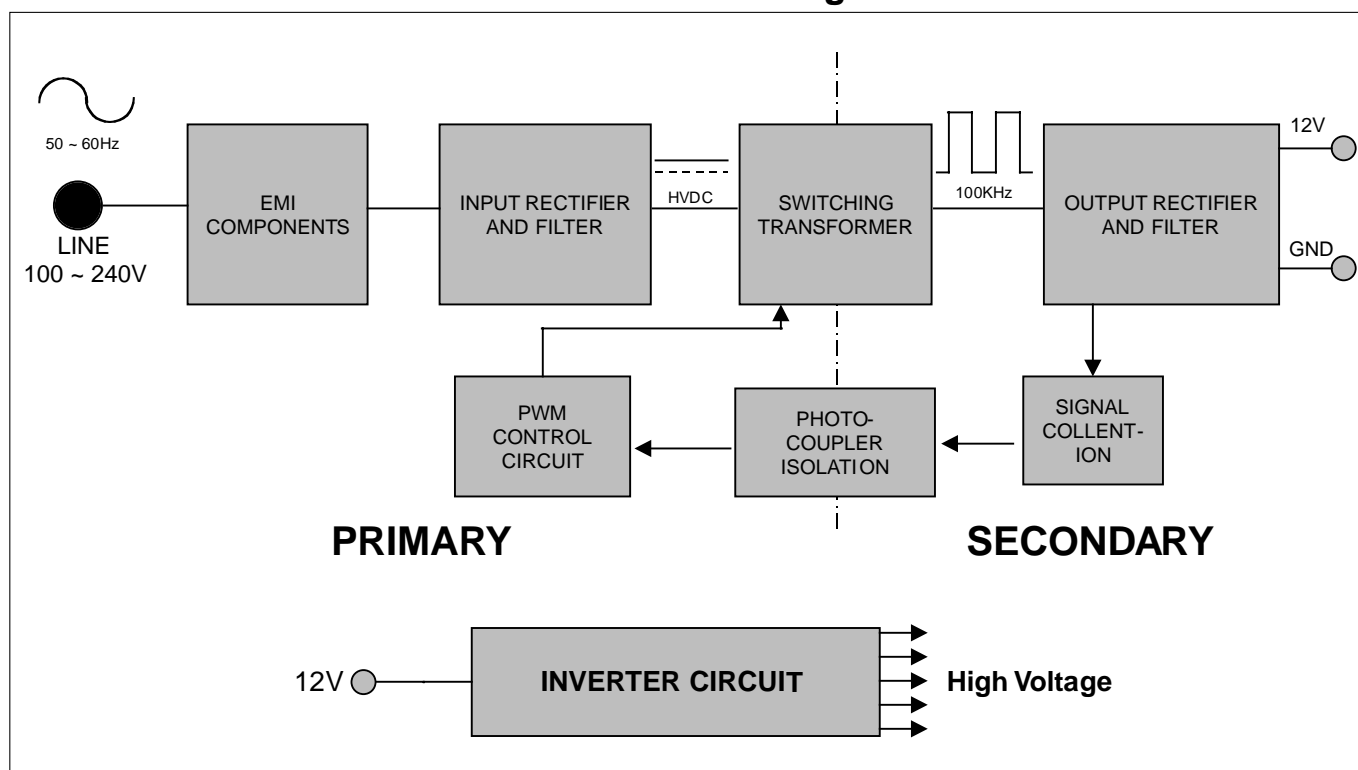 50 ~ 60Hz
LINE
100 ~ 240V
EMI
COMPONENTS
INPUT RECTIFIER
AND FILTER
HVDC
SWITCHING
TRANSFORMER
100KHz
OUTPUT RECTIFIER
AND FILTER
12V
GND
PWM
CONTROL
CIRCUIT
PHOTO-
COUPLER
ISOLATION
SIGNAL
COLLENT-
ION
PRIMARY
SECONDARY
12V
INVERTER CIRCUIT
High Voltage